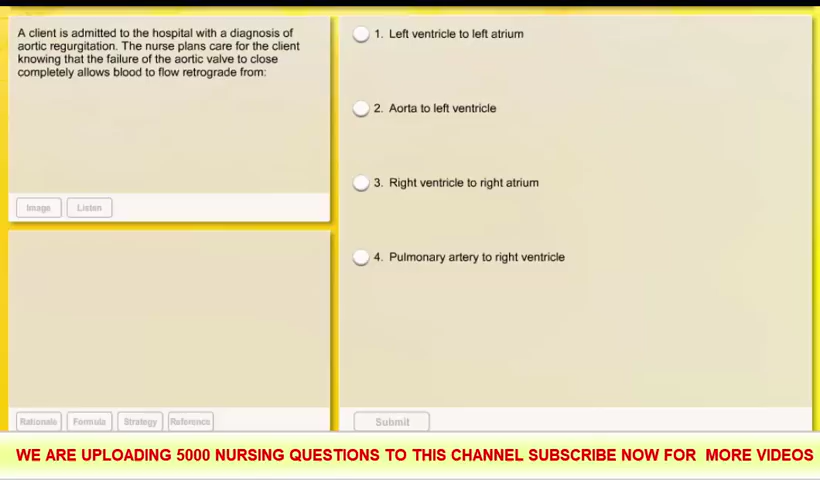 A client is admitted to the hospital with a diagnosis of
aortic regurgitation. The nurse plans care for the client
knowing that the failure of the aortic valve to close
completely allows blood to flow retrograde from:
Image Listen
Rationale Formula Strategy Reference
1. Left ventricle to left atrium
2. Aorta to left ventricle
3. Right ventricle to right atrium
4. Pulmonary artery to right ventricle
Submit
WE ARE UPLOADING 5000 NURSING QUESTIONS TO THIS CHANNEL SUBSCRIBE NOW FOR MORE VIDEOS